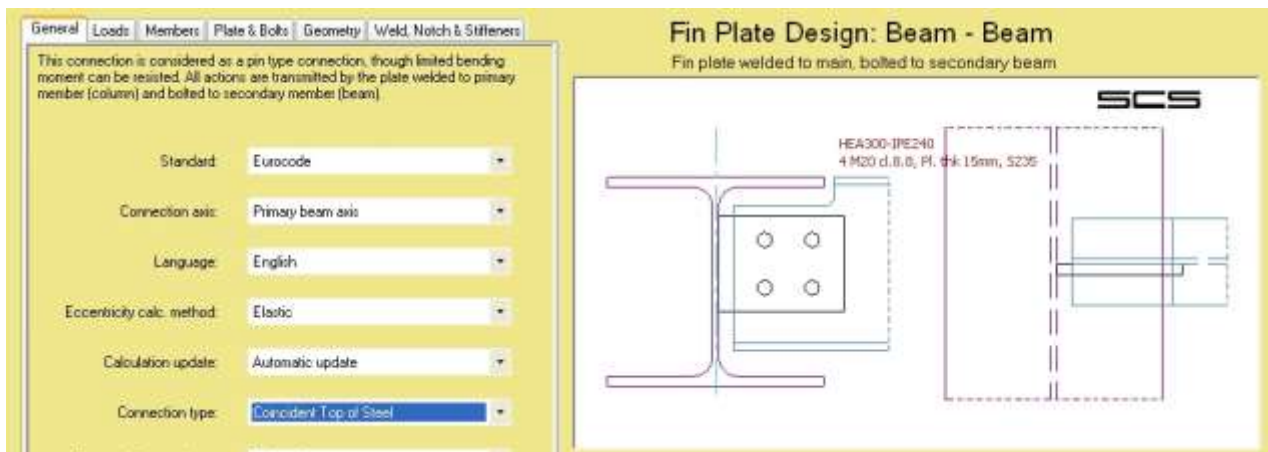 General Loads Members Plate & Bolts Geometry Weld, Notch & Stiffeners
This connection is considered as a pin type connection, though limited bending
moment can be resisted. All actions are transmitted by the plate welded to primary
member (column) and bolted to secondary member (beam).
Standard: Eurocode
Connection axis: Primary beam axis
Language: English
Eccentricity calc. method: Elastic
Calculation update: Automatic update
Connection type: Coincident Top of Steel
Fin Plate Design: Beam - Beam
Fin plate welded to main, bolted to secondary beam
SCS
HEA300-IPE240
4 M20 cl.8.8, Pl. thk 15mm, S235